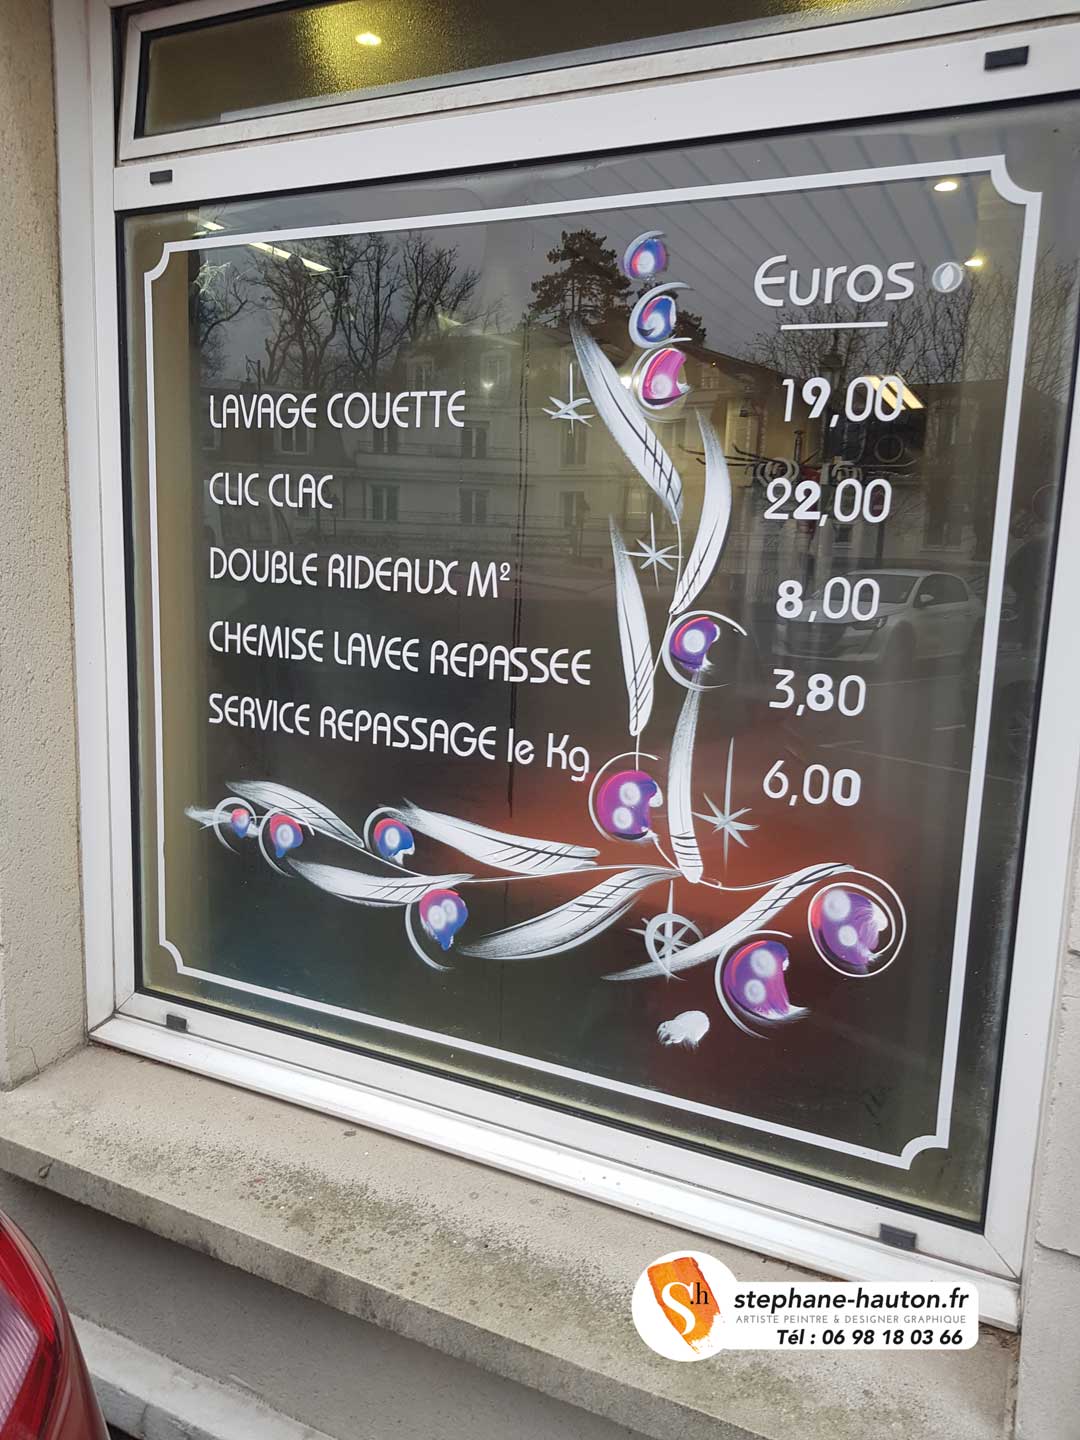 Euros
LAVAGE COUETTE 19,00
CLIC CLAC 22,00
DOUBLE RIDEAUX M² 8,00
CHEMISE LAVEE REPASSEE 3,80
SERVICE REPASSAGE le Kg 6,00
S.h
stephane-hauton.fr
ARTISTE PEINTRE & DESIGNER GRAPHIQUE
Tél : 06 98 18 03 66